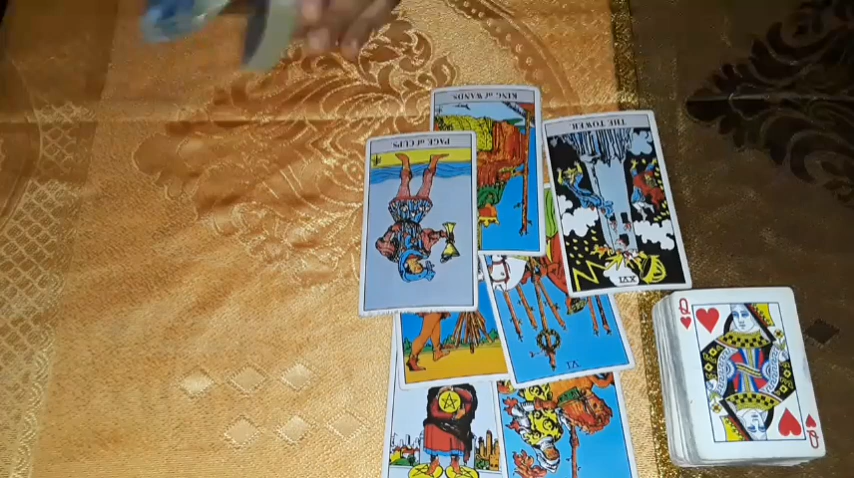 KING of WANDS.
THE TOWER.
PAGE of CUPS.
XVI
VI
Q
Q